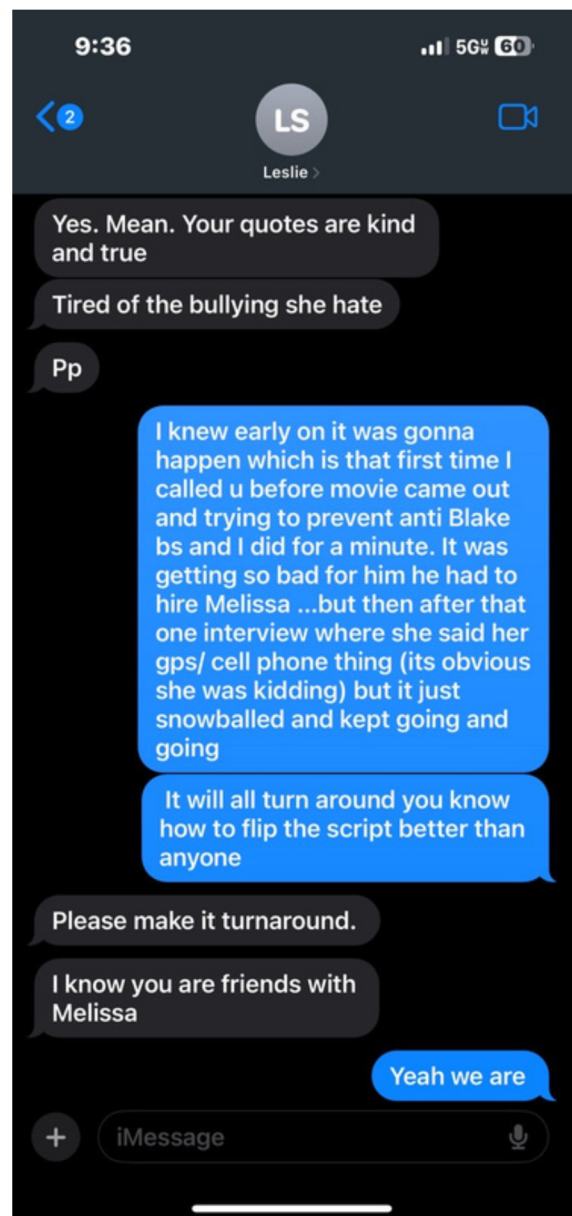 9:36
5G 60
2
LS
Leslie
Yes. Mean. Your quotes are kind
and true
Tired of the bullying she hate
Pp
I knew early on it was gonna
happen which is that first time I
called u before movie came out
and trying to prevent anti Blake
bs and I did for a minute. It was
getting so bad for him he had to
hire Melissa ...but then after that
one interview where she said her
gps/ cell phone thing (its obvious
she was kidding) but it just
snowballed and kept going and
going
It will all turn around you know
how to flip the script better than
anyone
Please make it turnaround.
I know you are friends with
Melissa
Yeah we are
iMessage